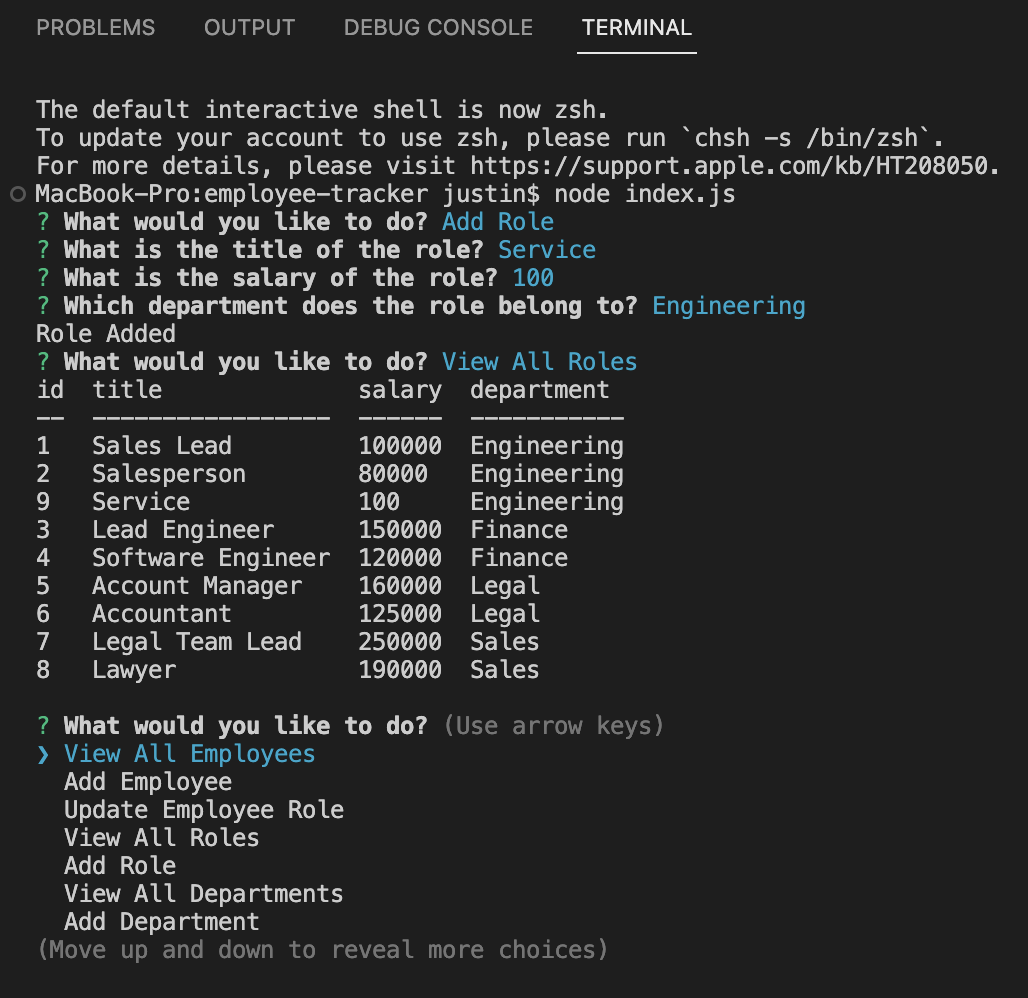 PROBLEMS OUTPUT DEBUG CONSOLE TERMINAL
The default interactive shell is now zsh.
To update your account to use zsh, please run `chsh -s /bin/zsh`.
For more details, please visit https://support.apple.com/kb/HT208050.
MacBook-Pro:employee-tracker justin$ node index.js
? What would you like to do? Add Role
? What is the title of the role? Service
? What is the salary of the role? 100
? Which department does the role belong to? Engineering
Role Added
? What would you like to do? View All Roles
id  title              salary  department
--  -----------------  ------  -----------
1   Sales Lead         100000  Engineering
2   Salesperson        80000   Engineering
9   Service            100     Engineering
3   Lead Engineer      150000  Finance
4   Software Engineer  120000  Finance
5   Account Manager    160000  Legal
6   Accountant         125000  Legal
7   Legal Team Lead    250000  Sales
8   Lawyer             190000  Sales
? What would you like to do? (Use arrow keys)
❯ View All Employees
Add Employee
Update Employee Role
View All Roles
Add Role
View All Departments
Add Department
(Move up and down to reveal more choices)